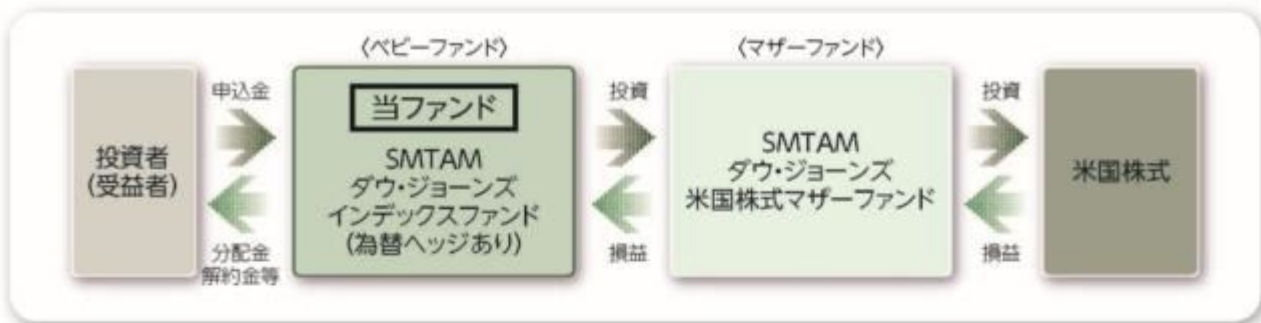 〈ベビーファンド〉
〈マザーファンド〉
投資者
(受益者)
申込金
分配金
解約金等
当ファンド
SMTAM
ダウ・ジョーンズ
インデックスファンド
(為替ヘッジあり)
投資
損益
SMTAM
ダウ・ジョーンズ
米国株式マザーファンド
投資
損益
米国株式